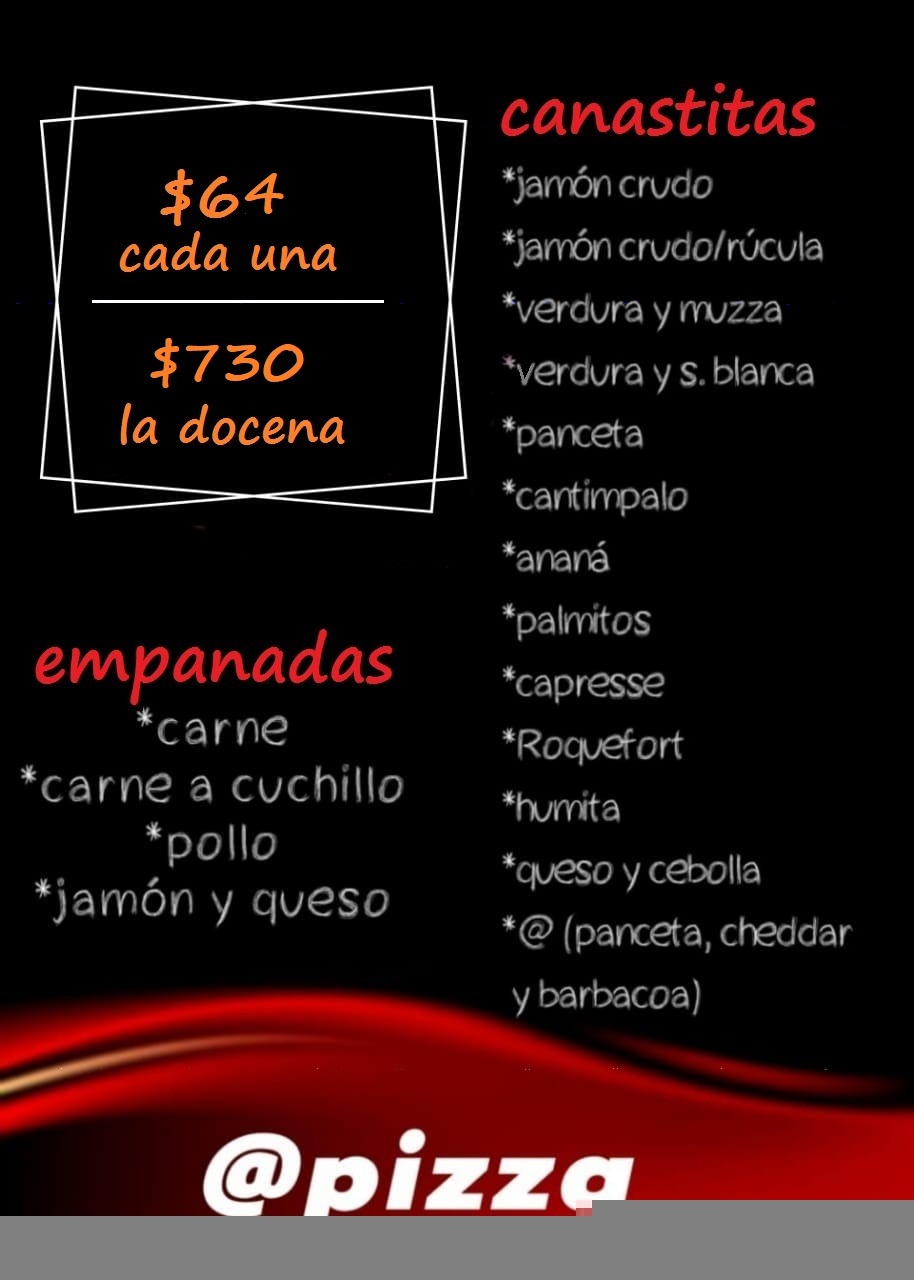 $64
cada una
$730
la docena
empanadas
*carne
*carne a cuchillo
*pollo
*jamón y queso
canastitas
*jamón crudo
*jamón crudo/rúcula
*verdura y muzza
*verdura y s. blanca
*panceta
*cantimpalo
*ananá
*palmitos
*capresse
*Roquefort
*humita
*queso y cebolla
*@ (panceta, cheddar
y barbacoa)
@pizza